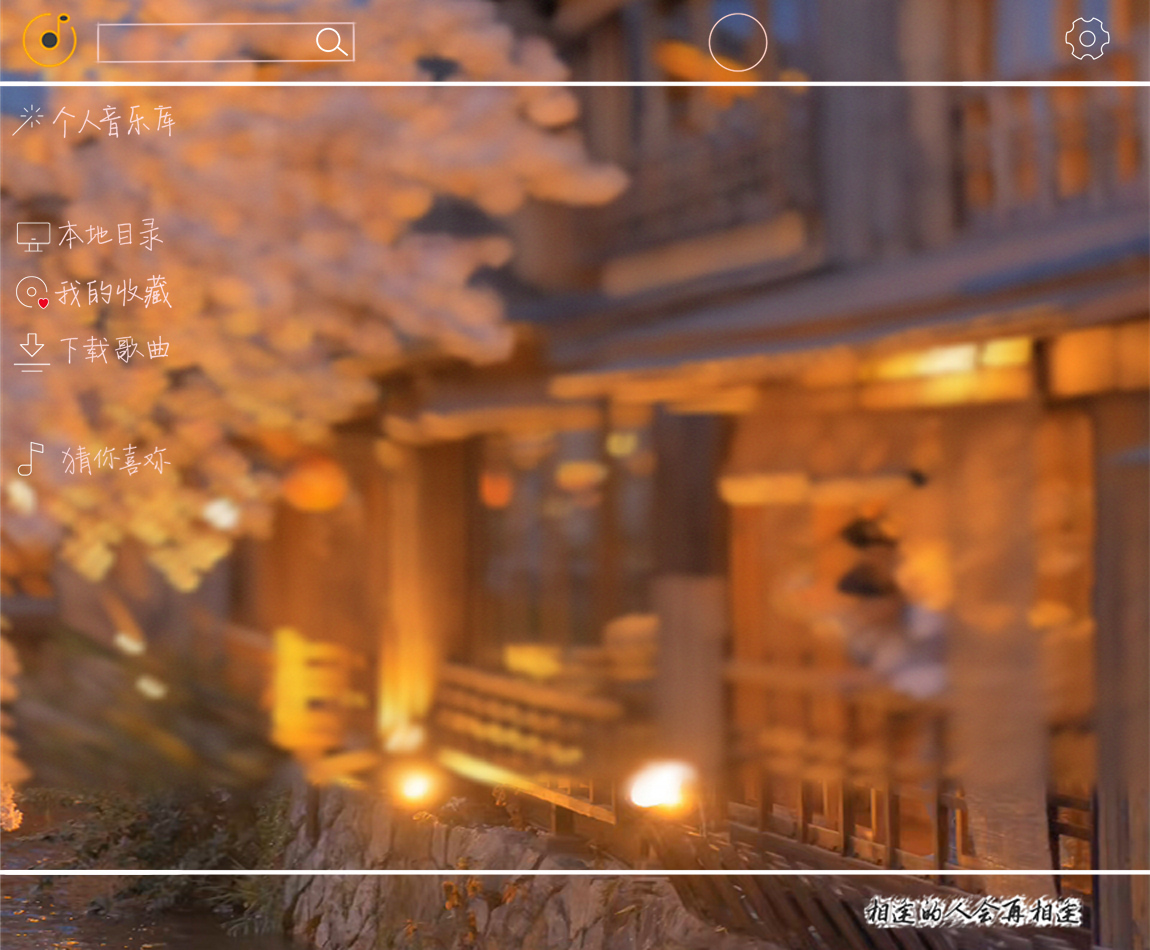 个人音乐库
本地目录
我的收藏
下载歌曲
猜你喜欢
相逢的人会再相逢